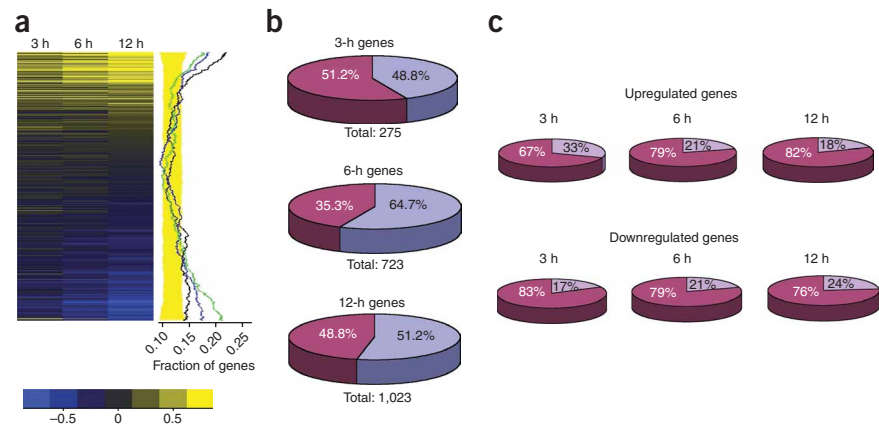 a
3 h 6 h 12 h
0.10 0.15 0.20 0.25
Fraction of genes
–0.5 0 0.5
b
3-h genes
51.2% 48.8%
Total: 275
6-h genes
35.3% 64.7%
Total: 723
12-h genes
48.8% 51.2%
Total: 1,023
c
Upregulated genes
3 h 6 h 12 h
67% 33% 79% 21% 82% 18%
Downregulated genes
3 h 6 h 12 h
83% 17% 79% 21% 76% 24%